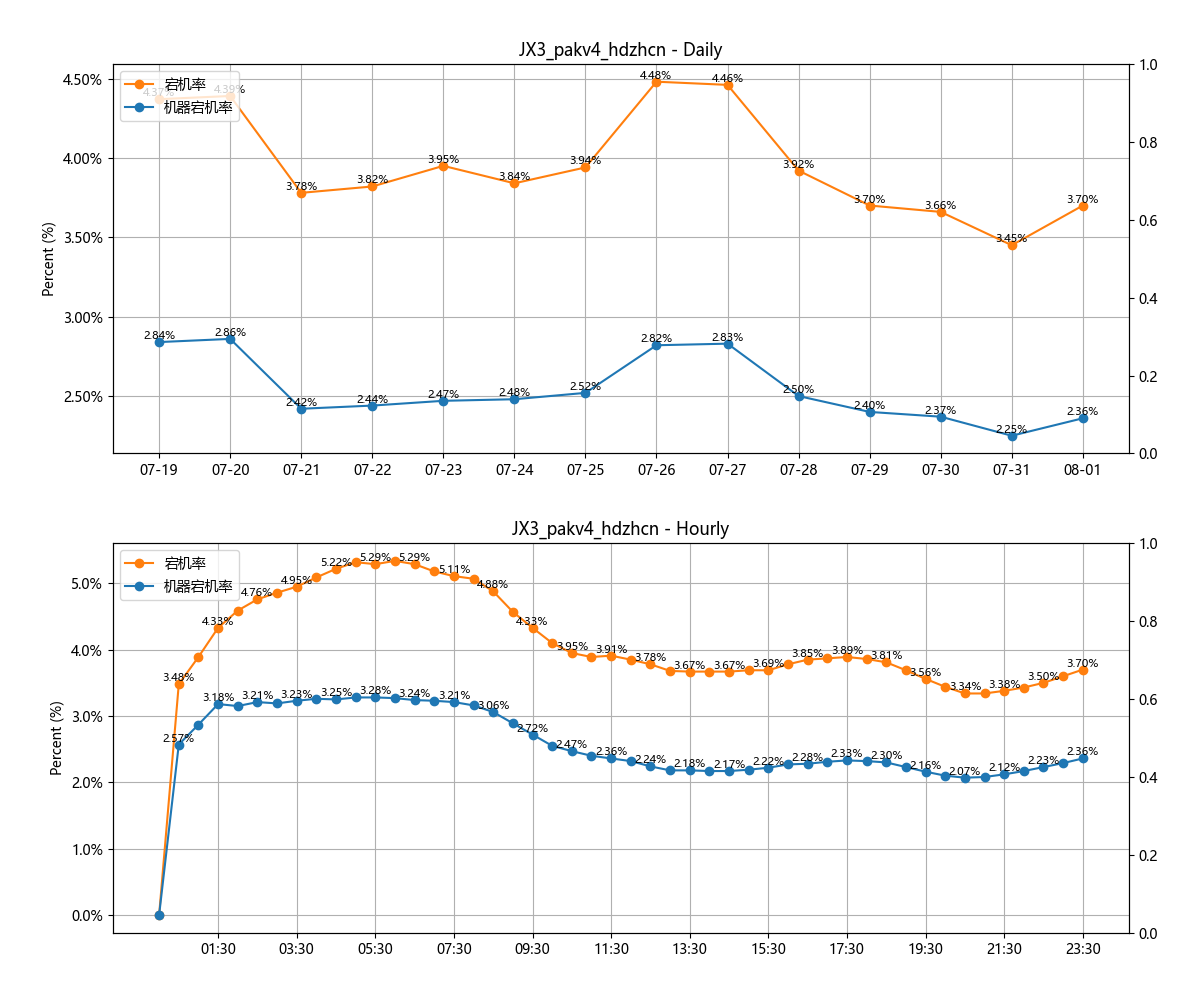 JX3_pakv4_hdzhcn - Daily
宕机率
机器宕机率
Percent (%)
4.50%
4.00%
3.50%
3.00%
2.50%
1.0
0.8
0.6
0.4
0.2
0.0
4.37% 4.39% 3.78% 3.82% 3.95% 3.84% 3.94% 4.48% 4.46% 3.92% 3.70% 3.66% 3.45% 3.70%
2.84% 2.86% 2.42% 2.44% 2.47% 2.48% 2.52% 2.82% 2.83% 2.50% 2.40% 2.37% 2.25% 2.36%
07-19 07-20 07-21 07-22 07-23 07-24 07-25 07-26 07-27 07-28 07-29 07-30 07-31 08-01
JX3_pakv4_hdzhcn - Hourly
宕机率
机器宕机率
Percent (%)
5.0%
4.0%
3.0%
2.0%
1.0%
0.0%
1.0
0.8
0.6
0.4
0.2
0.0
3.48% 4.33% 4.76% 4.95% 5.22% 5.29% 5.29% 5.11% 4.88% 4.33% 3.95% 3.91% 3.78% 3.67% 3.67% 3.69% 3.85% 3.89% 3.81% 3.56% 3.34% 3.38% 3.50% 3.70%
2.57% 3.18% 3.21% 3.23% 3.25% 3.28% 3.24% 3.21% 3.06% 2.72% 2.47% 2.36% 2.24% 2.18% 2.17% 2.22% 2.28% 2.33% 2.30% 2.16% 2.07% 2.12% 2.23% 2.36%
01:30 03:30 05:30 07:30 09:30 11:30 13:30 15:30 17:30 19:30 21:30 23:30